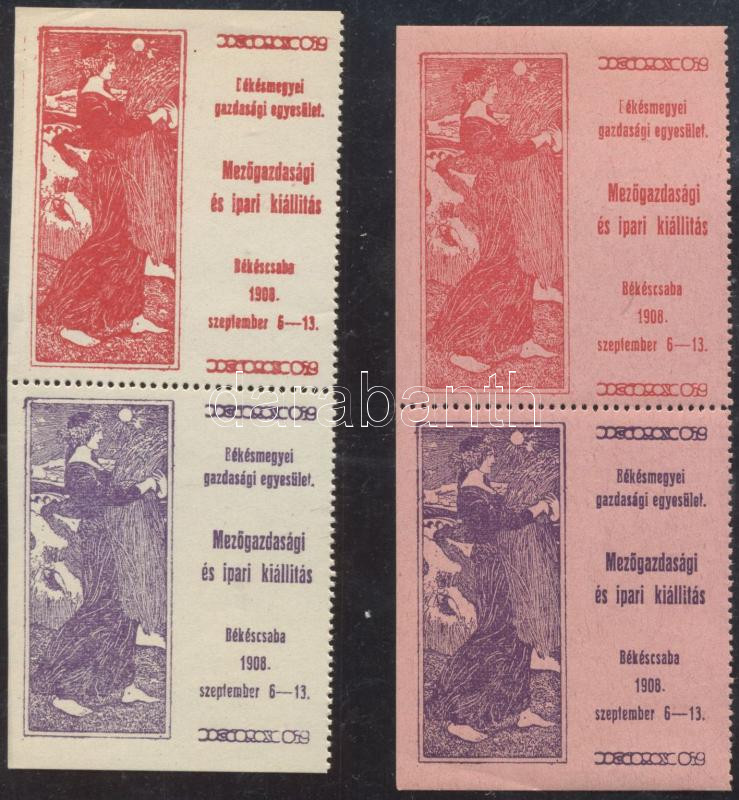 Békésmegyei
gazdasági egyesület.
Mezőgazdasági
és ipari kiállitás
Békéscsaba
1908.
szeptember 6—13.
Békésmegyei
gazdasági egyesület.
Mezőgazdasági
és ipari kiállitás
Békéscsaba
1908.
szeptember 6—13.
Békésmegyei
gazdasági egyesület.
Mezőgazdasági
és ipari kiállitás
Békéscsaba
1908.
szeptember 6—13.
Békésmegyei
gazdasági egyesület.
Mezőgazdasági
és ipari kiállitás
Békéscsaba
1908.
szeptember 6—13.
darabanth